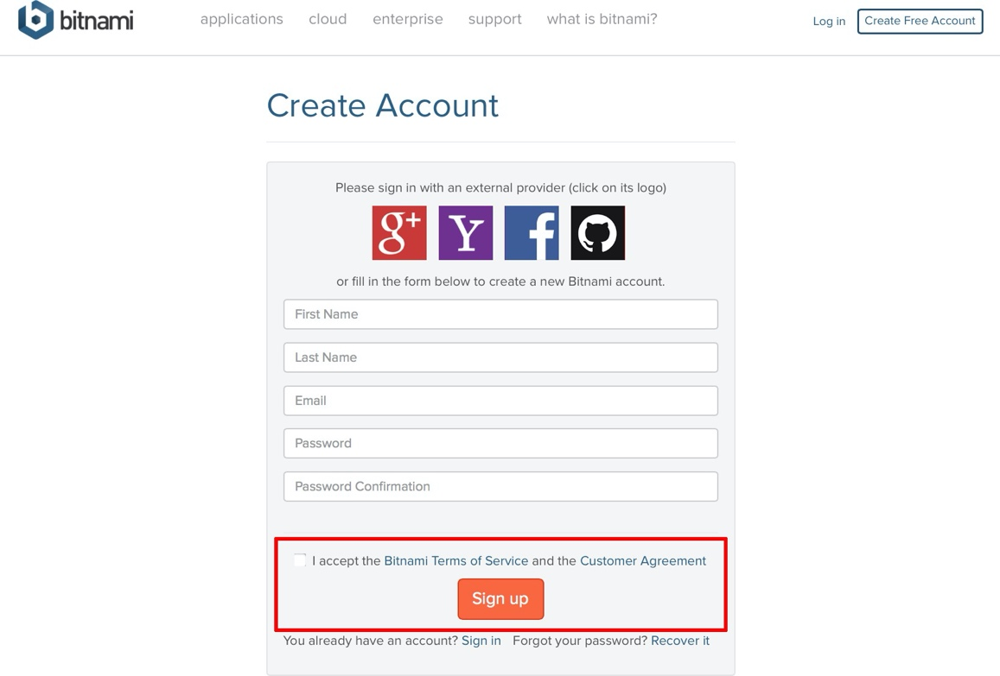 bitnami applications cloud enterprise support what is bitnami? Log in Create Free Account
Create Account
Please sign in with an external provider (click on its logo)
g+ Y f
or fill in the form below to create a new Bitnami account.
First Name
Last Name
Email
Password
Password Confirmation
I accept the Bitnami Terms of Service and the Customer Agreement
Sign up
You already have an account? Sign in Forgot your password? Recover it